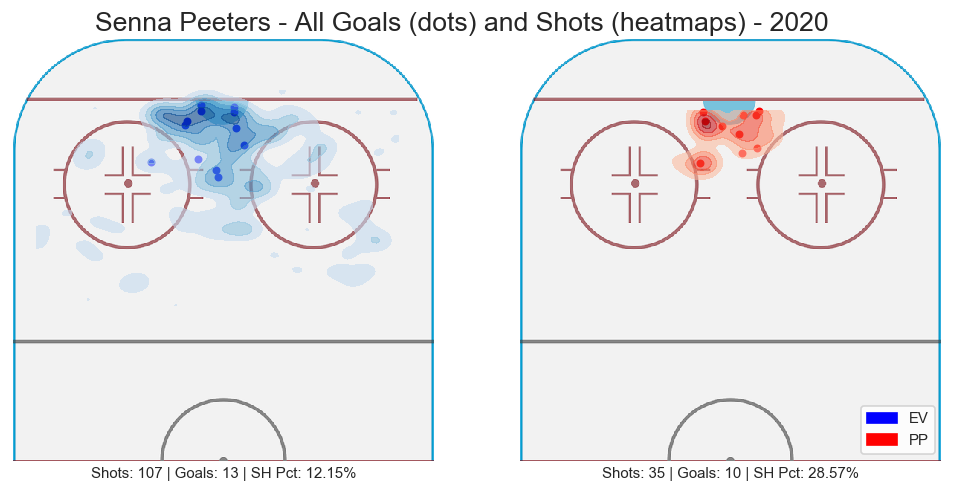 Senna Peeters - All Goals (dots) and Shots (heatmaps) - 2020
EV
PP
Shots: 107 | Goals: 13 | SH Pct: 12.15%
Shots: 35 | Goals: 10 | SH Pct: 28.57%